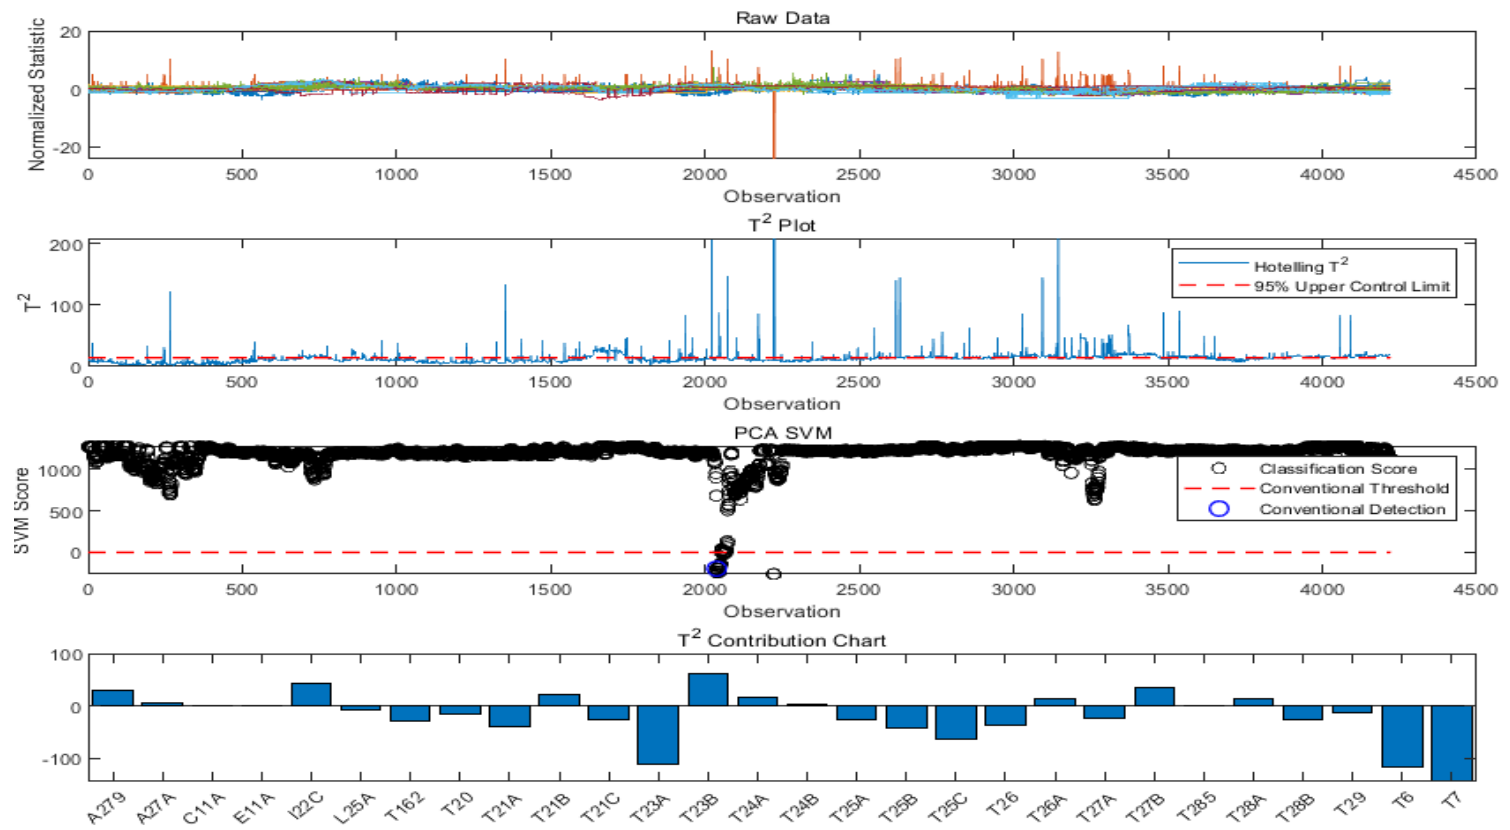 Raw Data
Normalized Statistic
20
0
-20
0 500 1000 1500 2000 2500 3000 3500 4000 4500
Observation
T² Plot
T²
200
100
0
Hotelling T²
95% Upper Control Limit
0 500 1000 1500 2000 2500 3000 3500 4000 4500
Observation
PCA SVM
SVM Score
1000
500
0
Classification Score
Conventional Threshold
Conventional Detection
0 500 1000 1500 2000 2500 3000 3500 4000 4500
Observation
T² Contribution Chart
100
0
-100
A279 A27A C11A E11A I22C L25A T162 T20 T21A T21B T21C T23A T23B T24A T24B T25A T25B T25C T26 T26A T27A T27B T285 T28A T28B T29 T6 T7